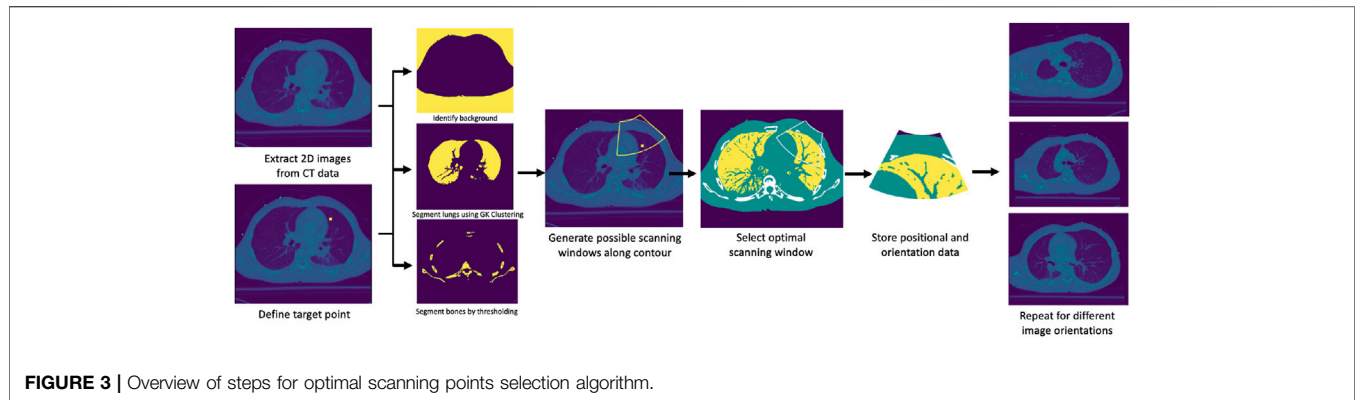 Extract 2D images
from CT data
Define target point
Identify background
Segment lungs using GK Clustering
Segment bones by thresholding
Generate possible scanning
windows along contour
Select optimal
scanning window
Store positional and
orientation data
Repeat for different
image orientations
FIGURE 3 | Overview of steps for optimal scanning points selection algorithm.